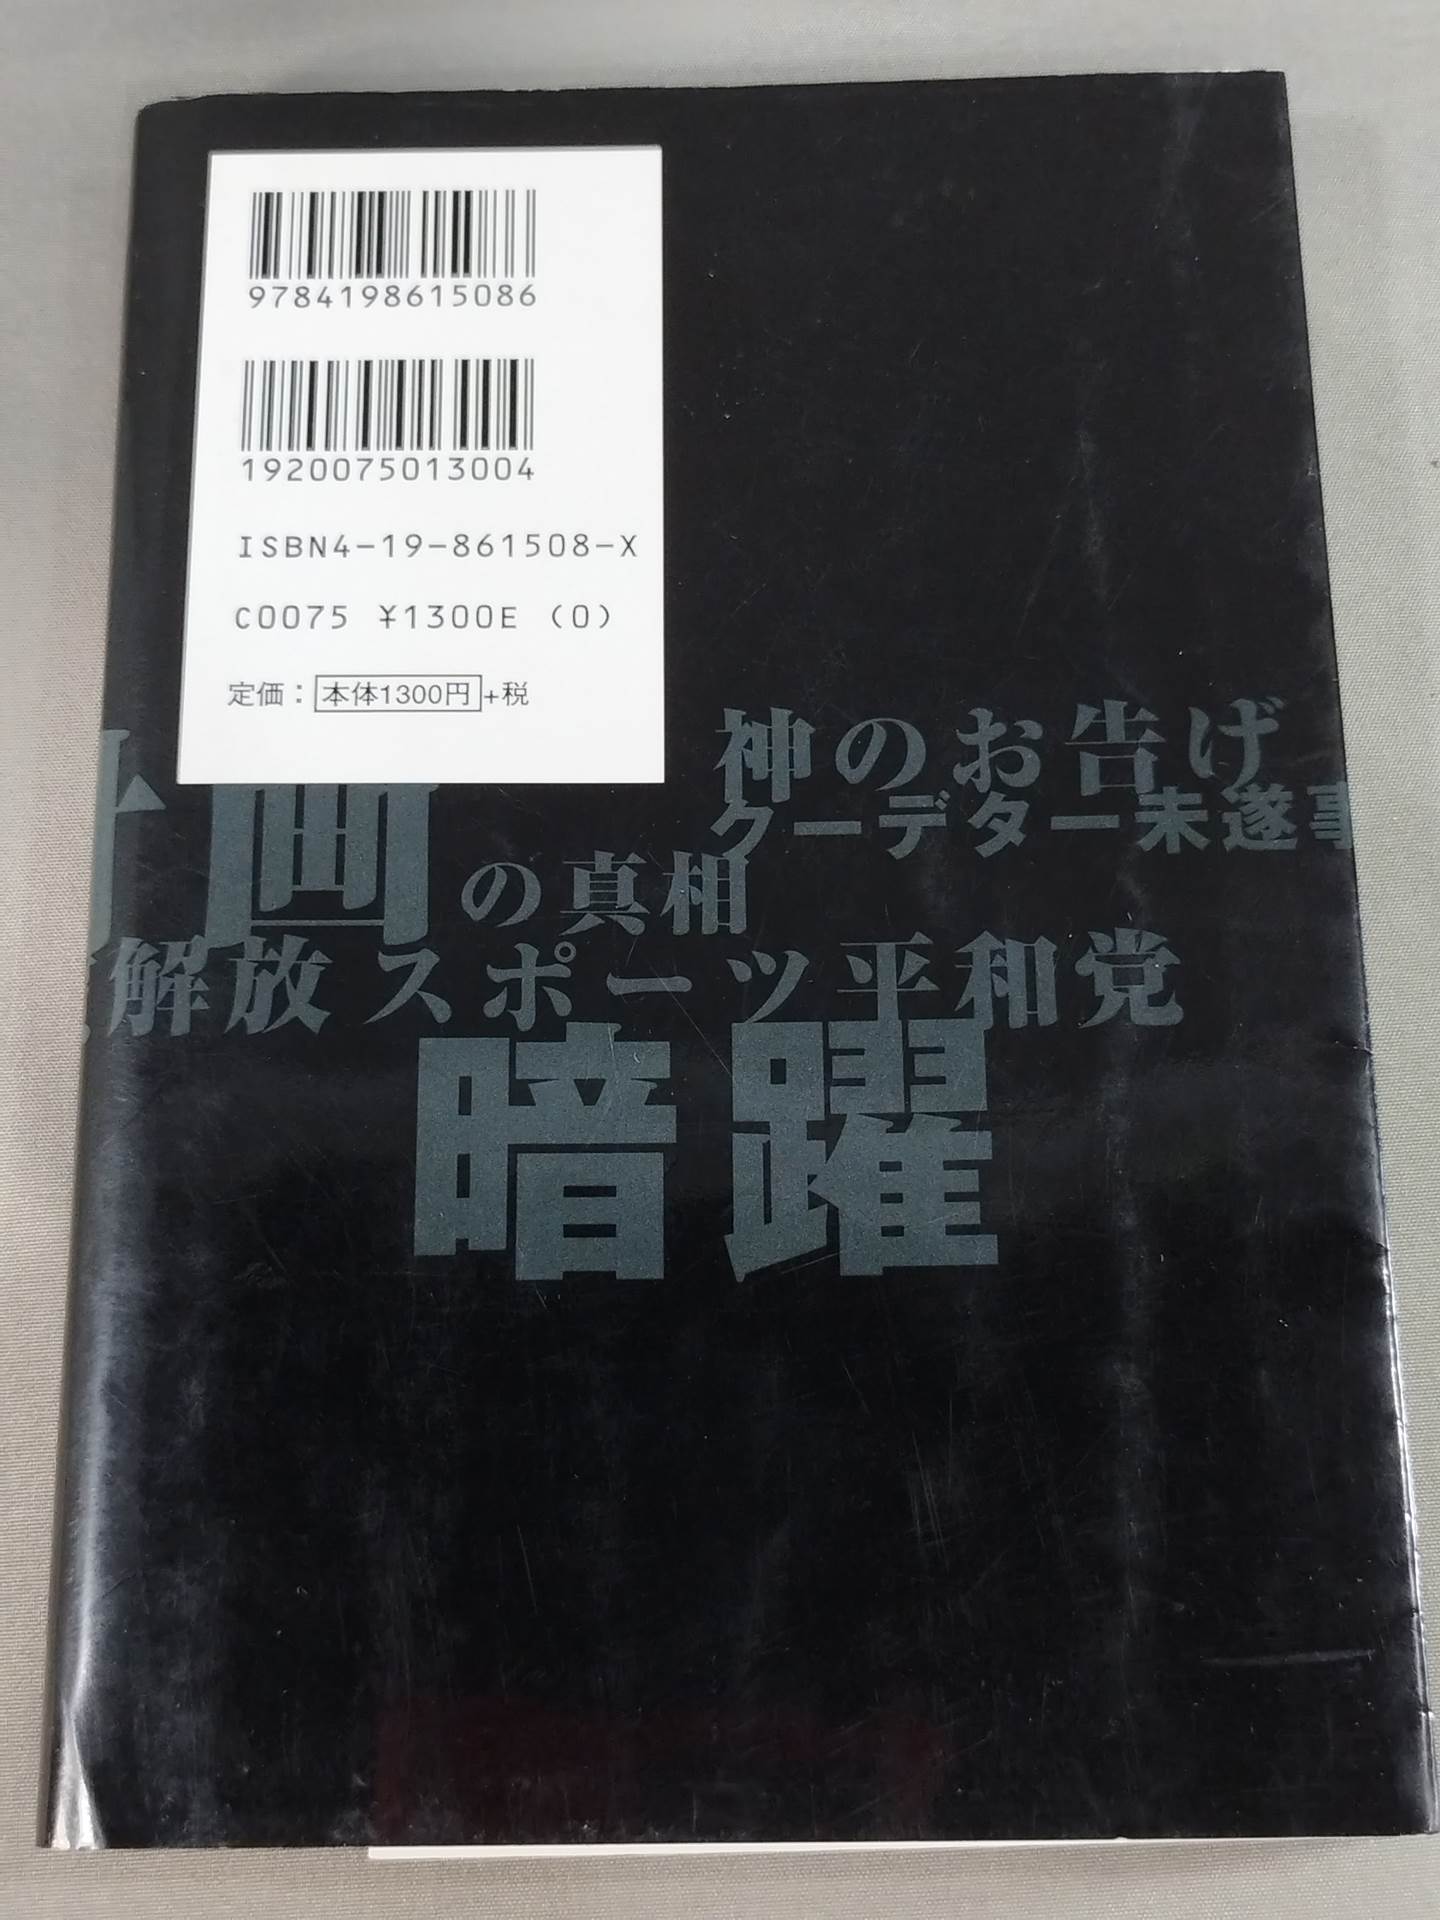 9784198615086
1920075013004
ISBN4-19-861508-X
C0075 ¥1300E (0)
定価：本体1300円+税
神のお告げ
クーデター未遂事
画の真相
解放スポーツ平和党
暗躍